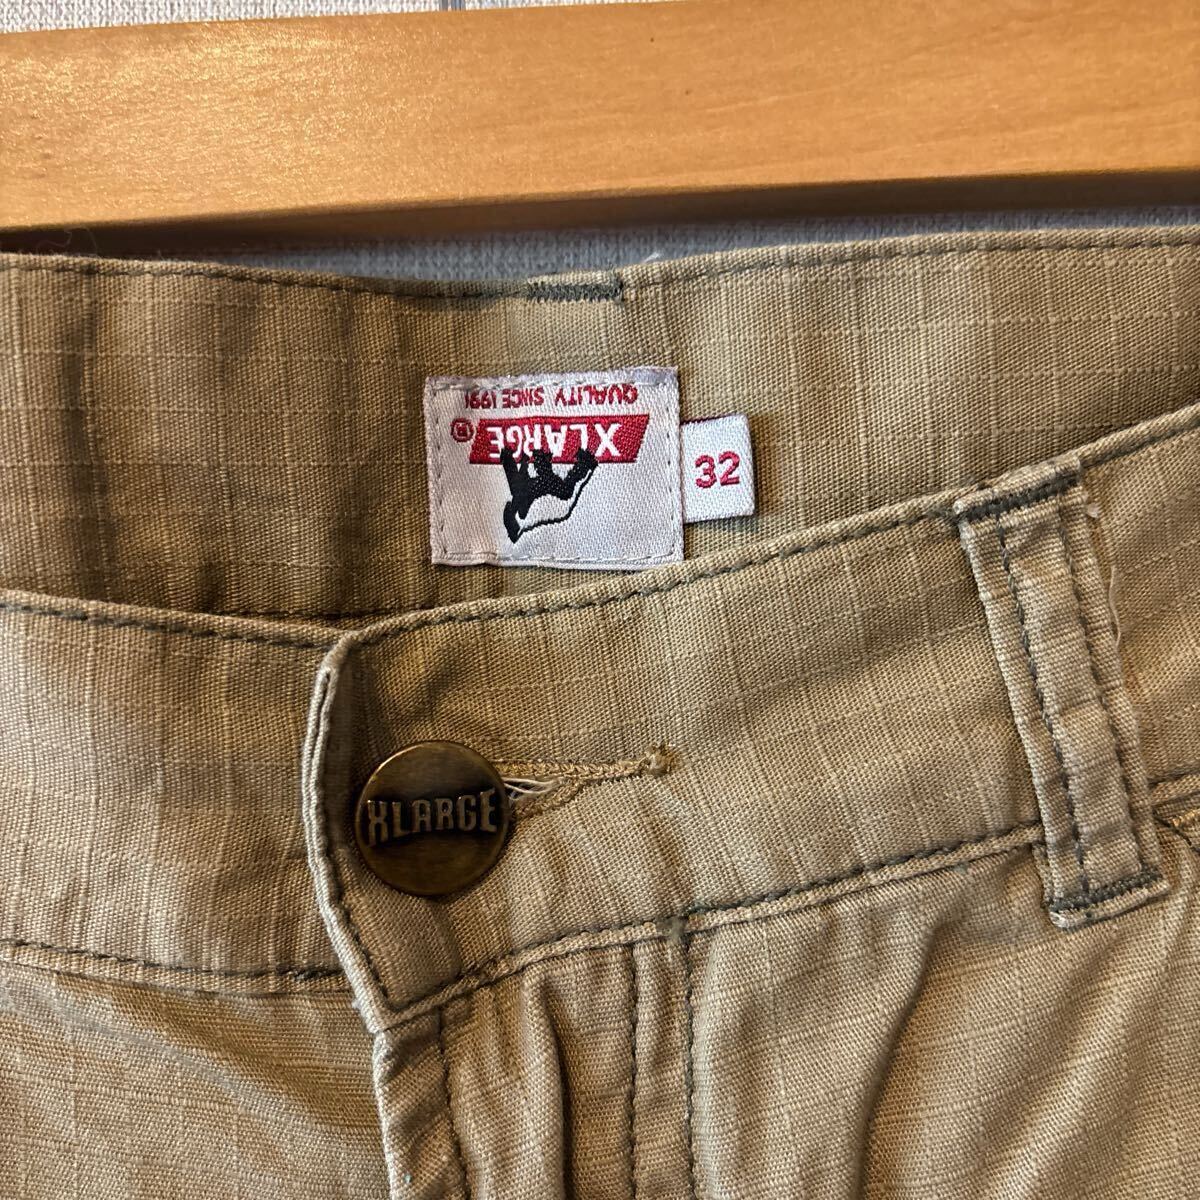 QUALITY SINCE 1991
XLARGE®
32
XLARGE